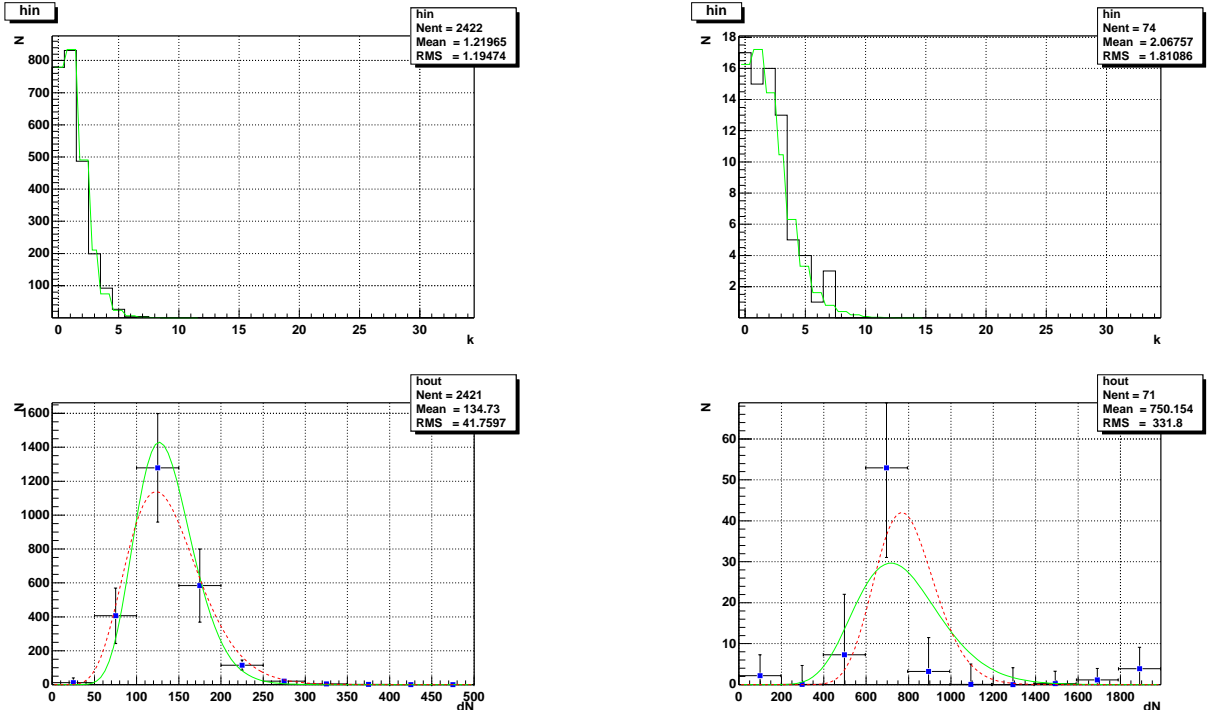 hin
hin
Nent = 2422
Mean = 1.21965
RMS = 1.19474
N
800
700
600
500
400
300
200
100
0 5 10 15 20 25 30
k
hin
hin
Nent = 74
Mean = 2.06757
RMS = 1.81086
N
18
16
14
12
10
8
6
4
2
0 5 10 15 20 25 30
k
hout
Nent = 2421
Mean = 134.73
RMS = 41.7597
N
1600
1400
1200
1000
800
600
400
200
0
0 50 100 150 200 250 300 350 400 450 500
dN
hout
Nent = 71
Mean = 750.154
RMS = 331.8
N
60
50
40
30
20
10
0
0 200 400 600 800 1000 1200 1400 1600 1800
dN